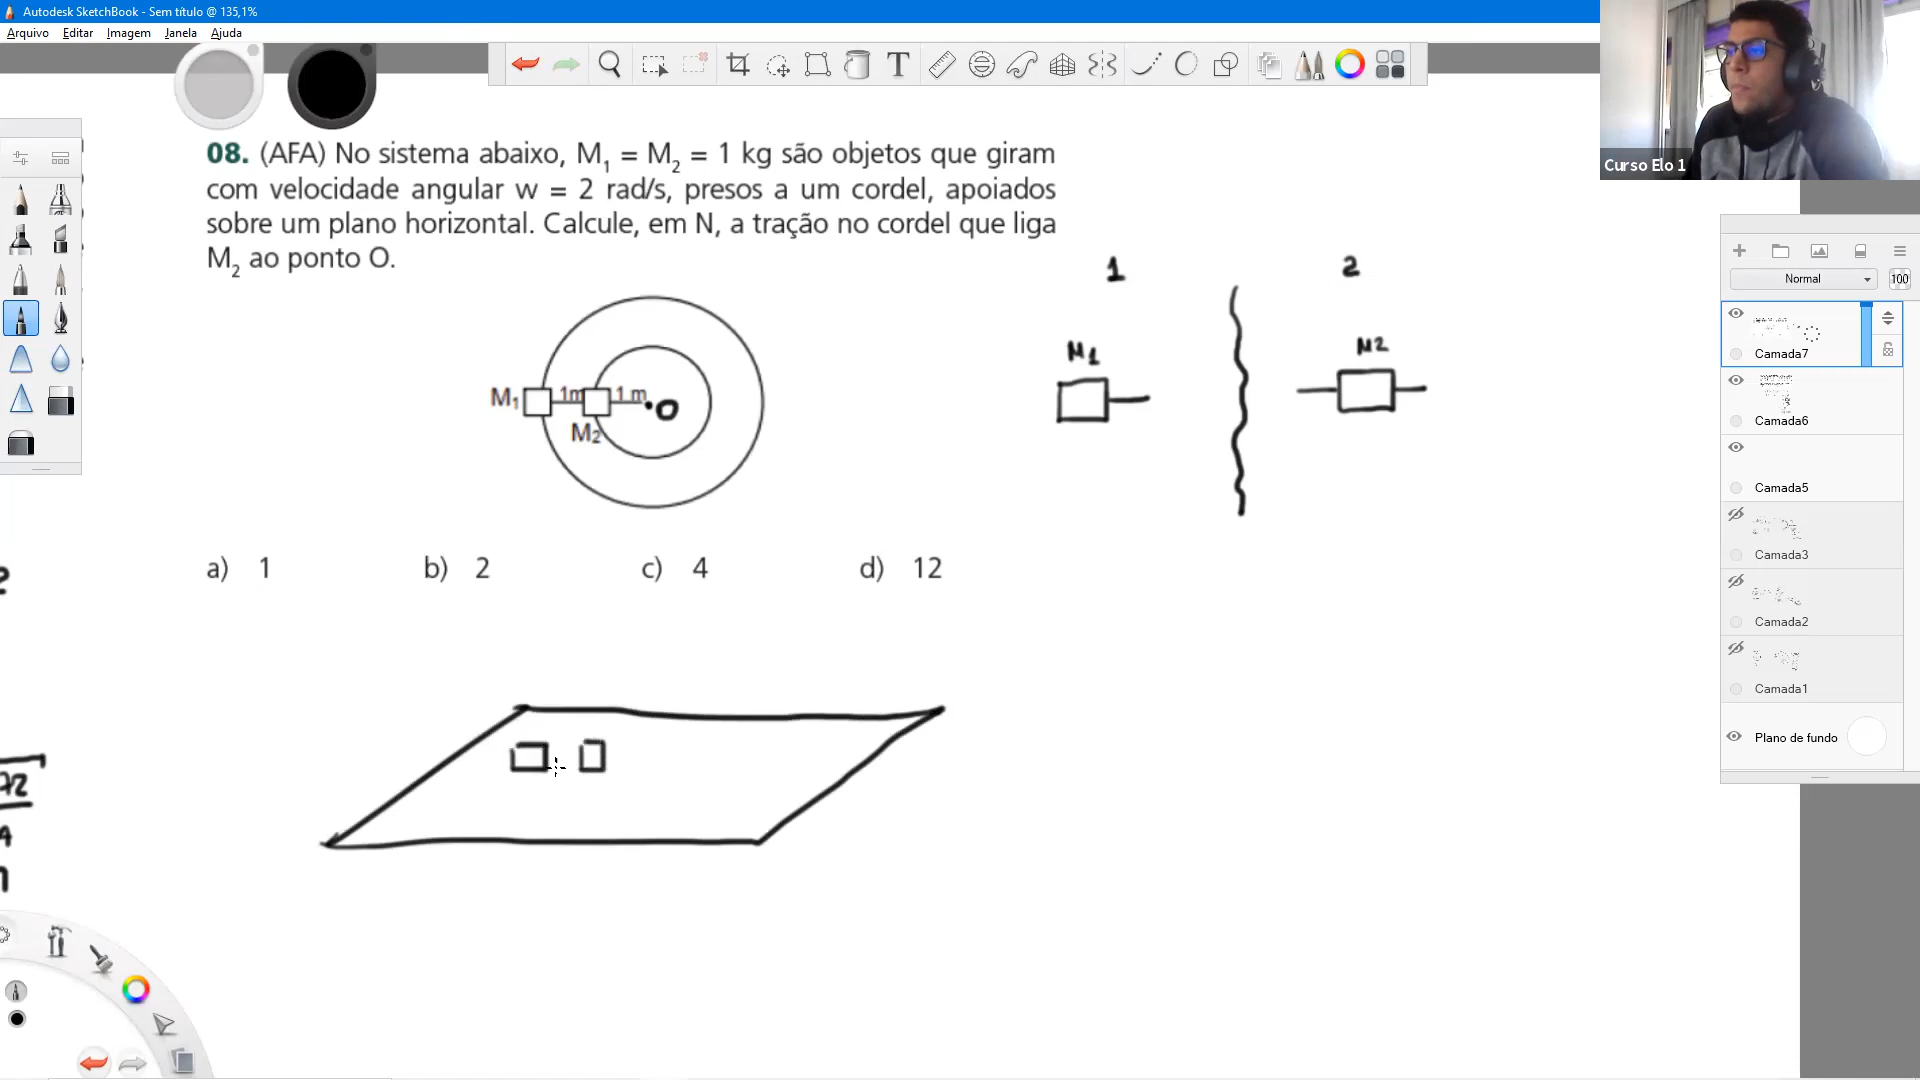 Autodesk SketchBook - Sem título @ 135,1%
Arquivo Editar Imagem Janela Ajuda
T
Curso Elo 1
08. (AFA) No sistema abaixo, M1 = M2 = 1 kg são objetos que giram
com velocidade angular w = 2 rad/s, presos a um cordel, apoiados
sobre um plano horizontal. Calcule, em N, a tração no cordel que liga
M2 ao ponto O.
1 2
M1 M2
M1 1m 1 m O
M2
a) 1 b) 2 c) 4 d) 12
72
Normal 100
Camada7
Camada6
Camada5
Camada3
Camada2
Camada1
Plano de fundo